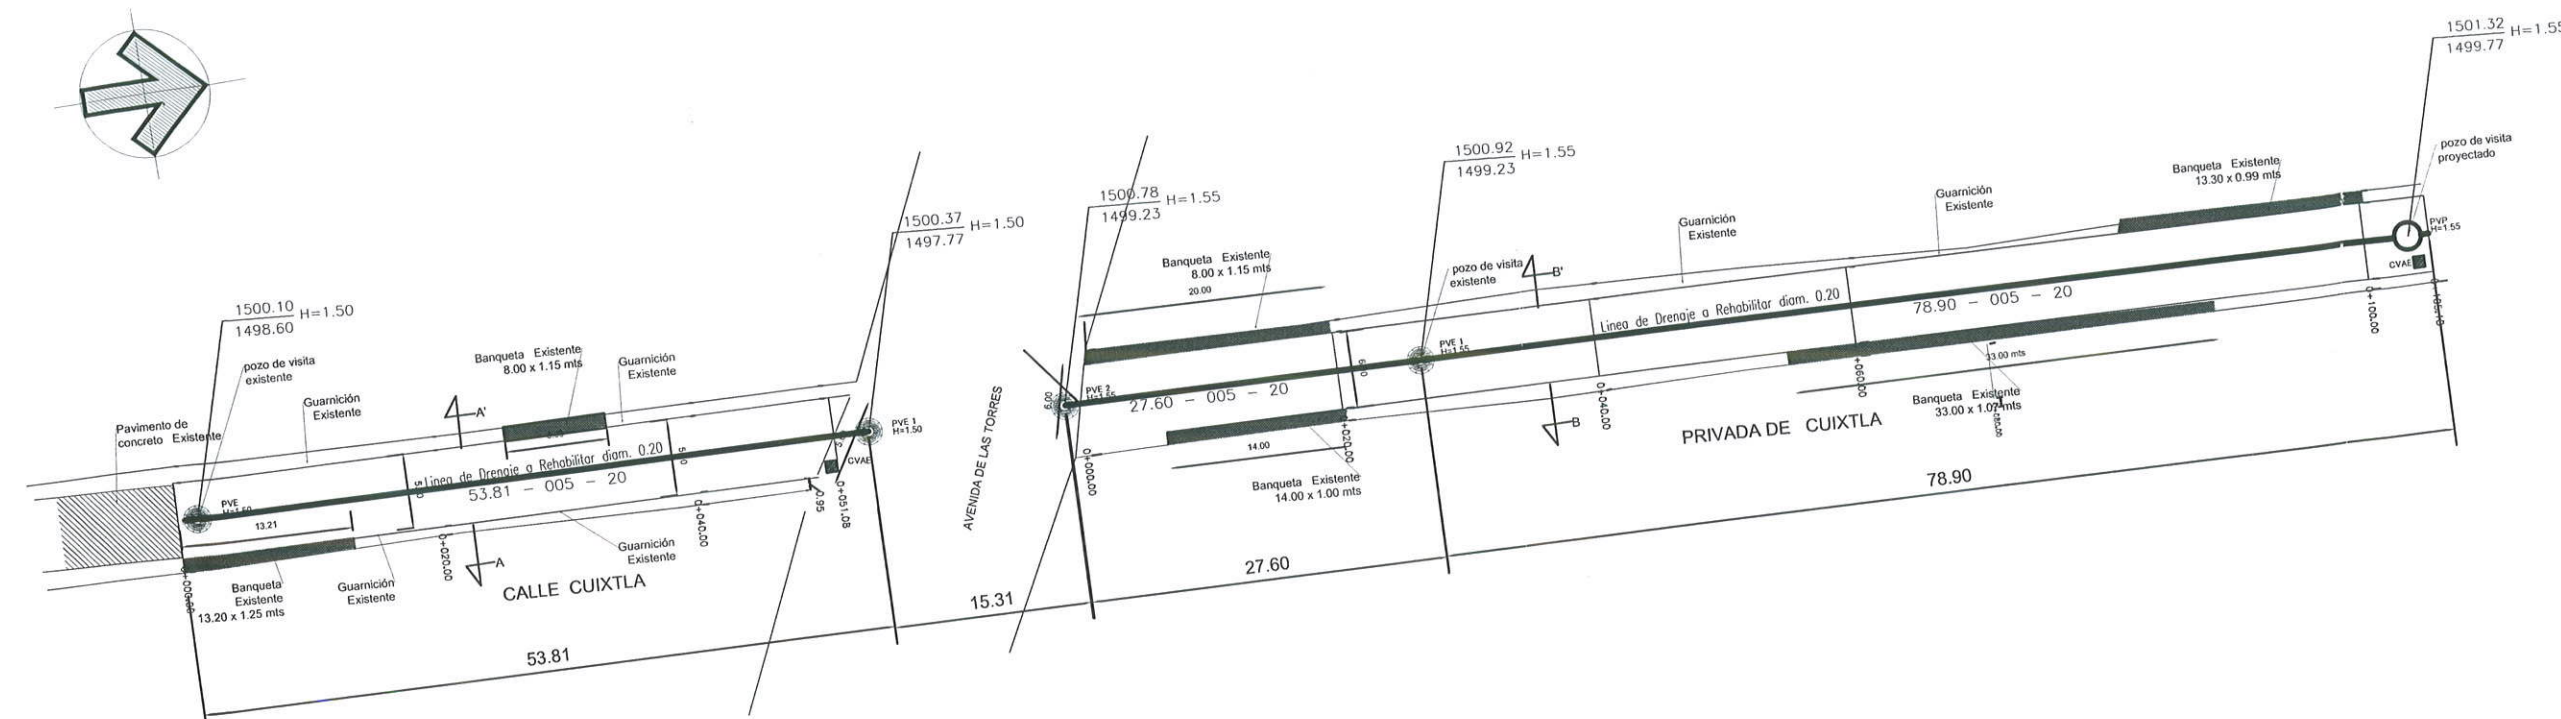 1500.10
1498.60
H=1.50
pozo de visita
existente
Pavimento de
concreto Existente
Guarnición
Existente
A'
Banqueta Existente
8.00 x 1.15 mts
Guarnición
Existente
1500.37
1497.77
H=1.50
PVE 1
H=1.50
CVAE
PVE
13.21
Linea de Drenaje a Rehabilitar diam. 0.20
53.81 - 005 - 20
0+020.00
0+040.00
0.95
0+051.08
A
Banqueta
Existente
13.20 x 1.25 mts
Guarnición
Existente
CALLE CUIXTLA
Guarnición
Existente
53.81
AVENIDA DE LAS TORRES
15.31
1500.78
1499.23
H=1.55
Banqueta Existente
8.00 x 1.15 mts
20.00
6.00
PVE 2
H=1.55
27.60 - 005 - 20
0+000.00
14.00
0+020.00
Banqueta Existente
14.00 x 1.00 mts
27.60
1500.92
1499.23
H=1.55
pozo de visita
existente
B'
PVE 1
H=1.55
B
Guarnición
Existente
Linea de Drenaje a Rehabilitar diam. 0.20
0+040.00
PRIVADA DE CUIXTLA
Guarnición
Existente
78.90 - 005 - 20
0+060.00
33.00 mts
Banqueta Existente
33.00 x 1.07 mts
78.90
Banqueta Existente
13.30 x 0.99 mts
1501.32
1499.77
H=1.55
pozo de visita
proyectado
PVP
H=1.55
CVAE
0+100.00